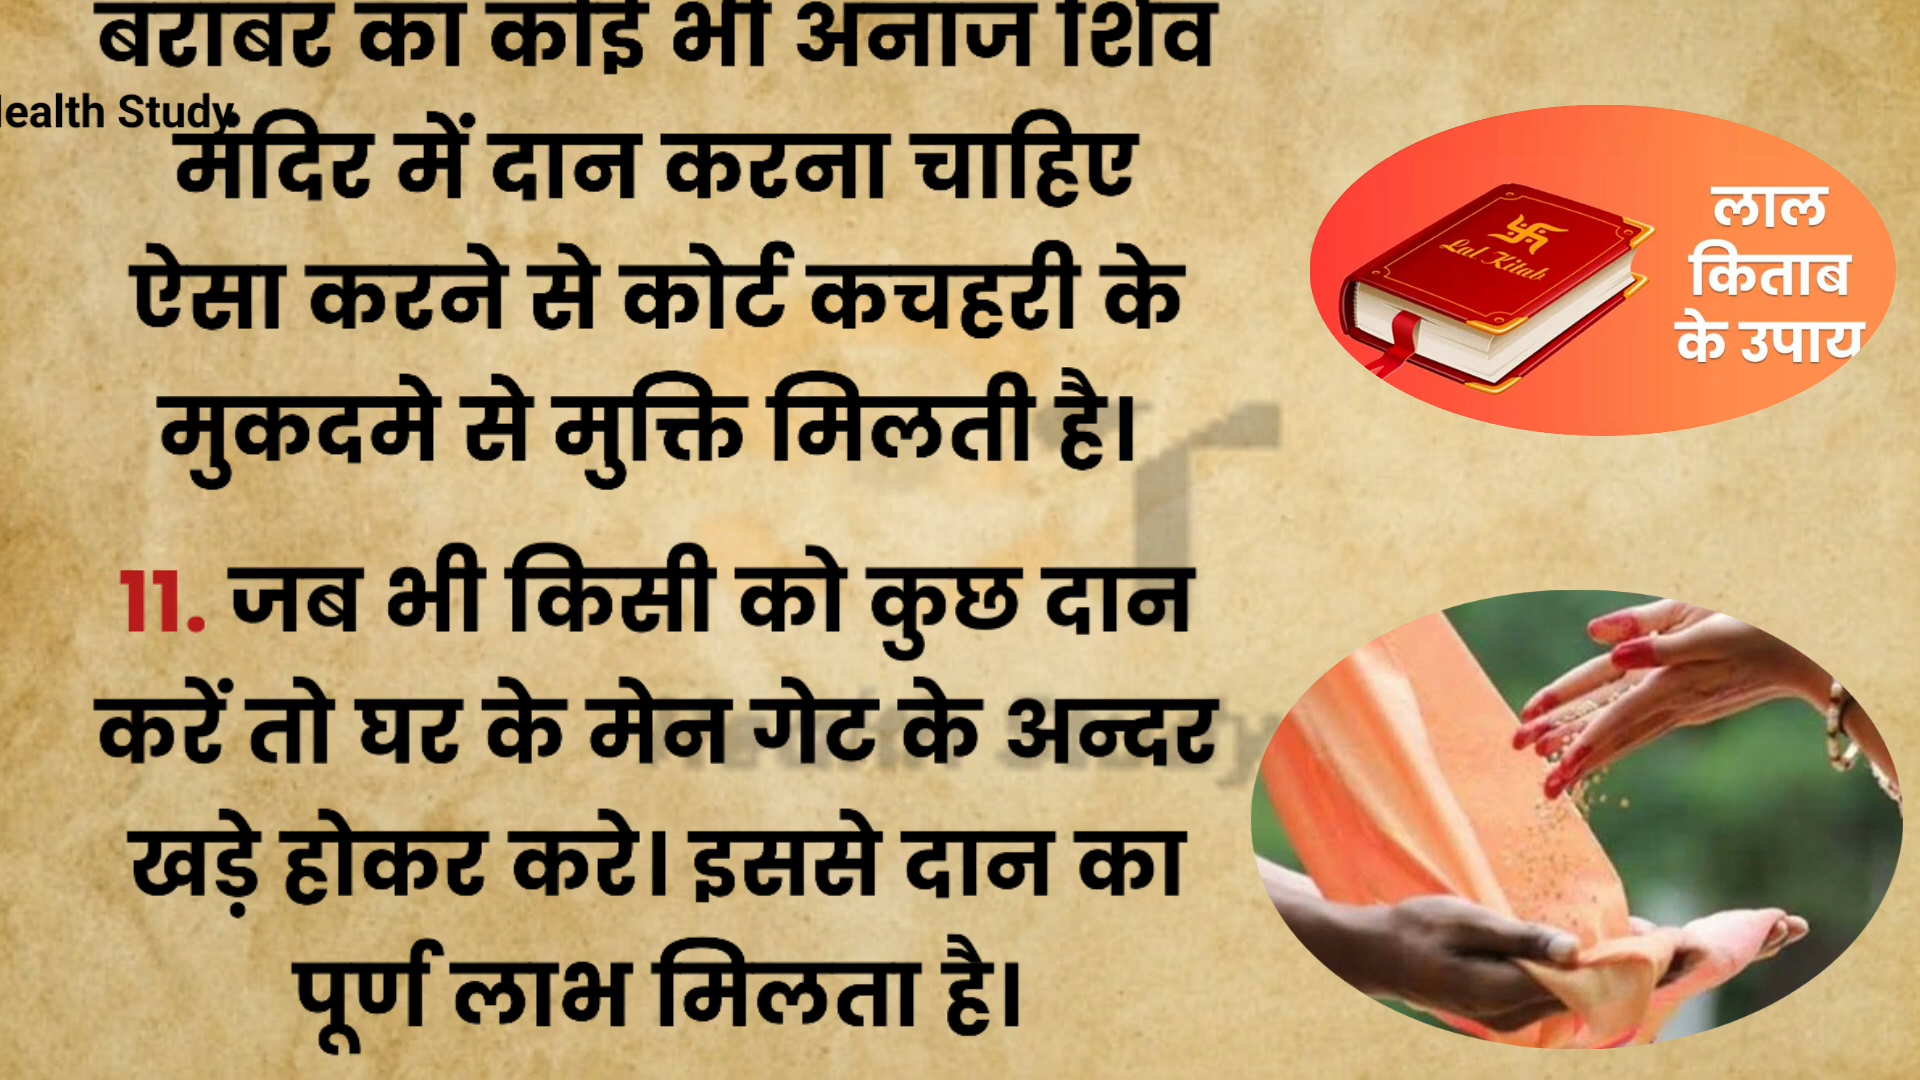 बराबर का कोई भी अनाज शिव
ealth Study
मंदिर में दान करना चाहिए
ऐसा करने से कोर्ट कचहरी के
मुकदमे से मुक्ति मिलती है।
11. जब भी किसी को कुछ दान
करें तो घर के मेन गेट के अन्दर
खड़े होकर करे। इससे दान का
पूर्ण लाभ मिलता है।
Lal Kitab
लाल
किताब
के उपाय